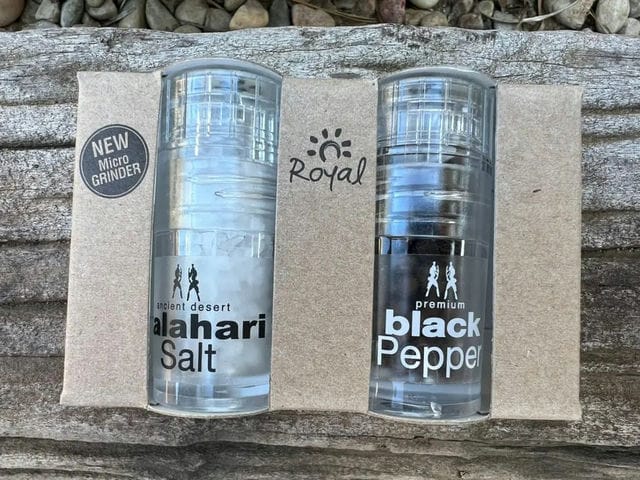 NEW
Micro
GRINDER
Royal
ancient desert
alahari
Salt
premium
black
Pepper